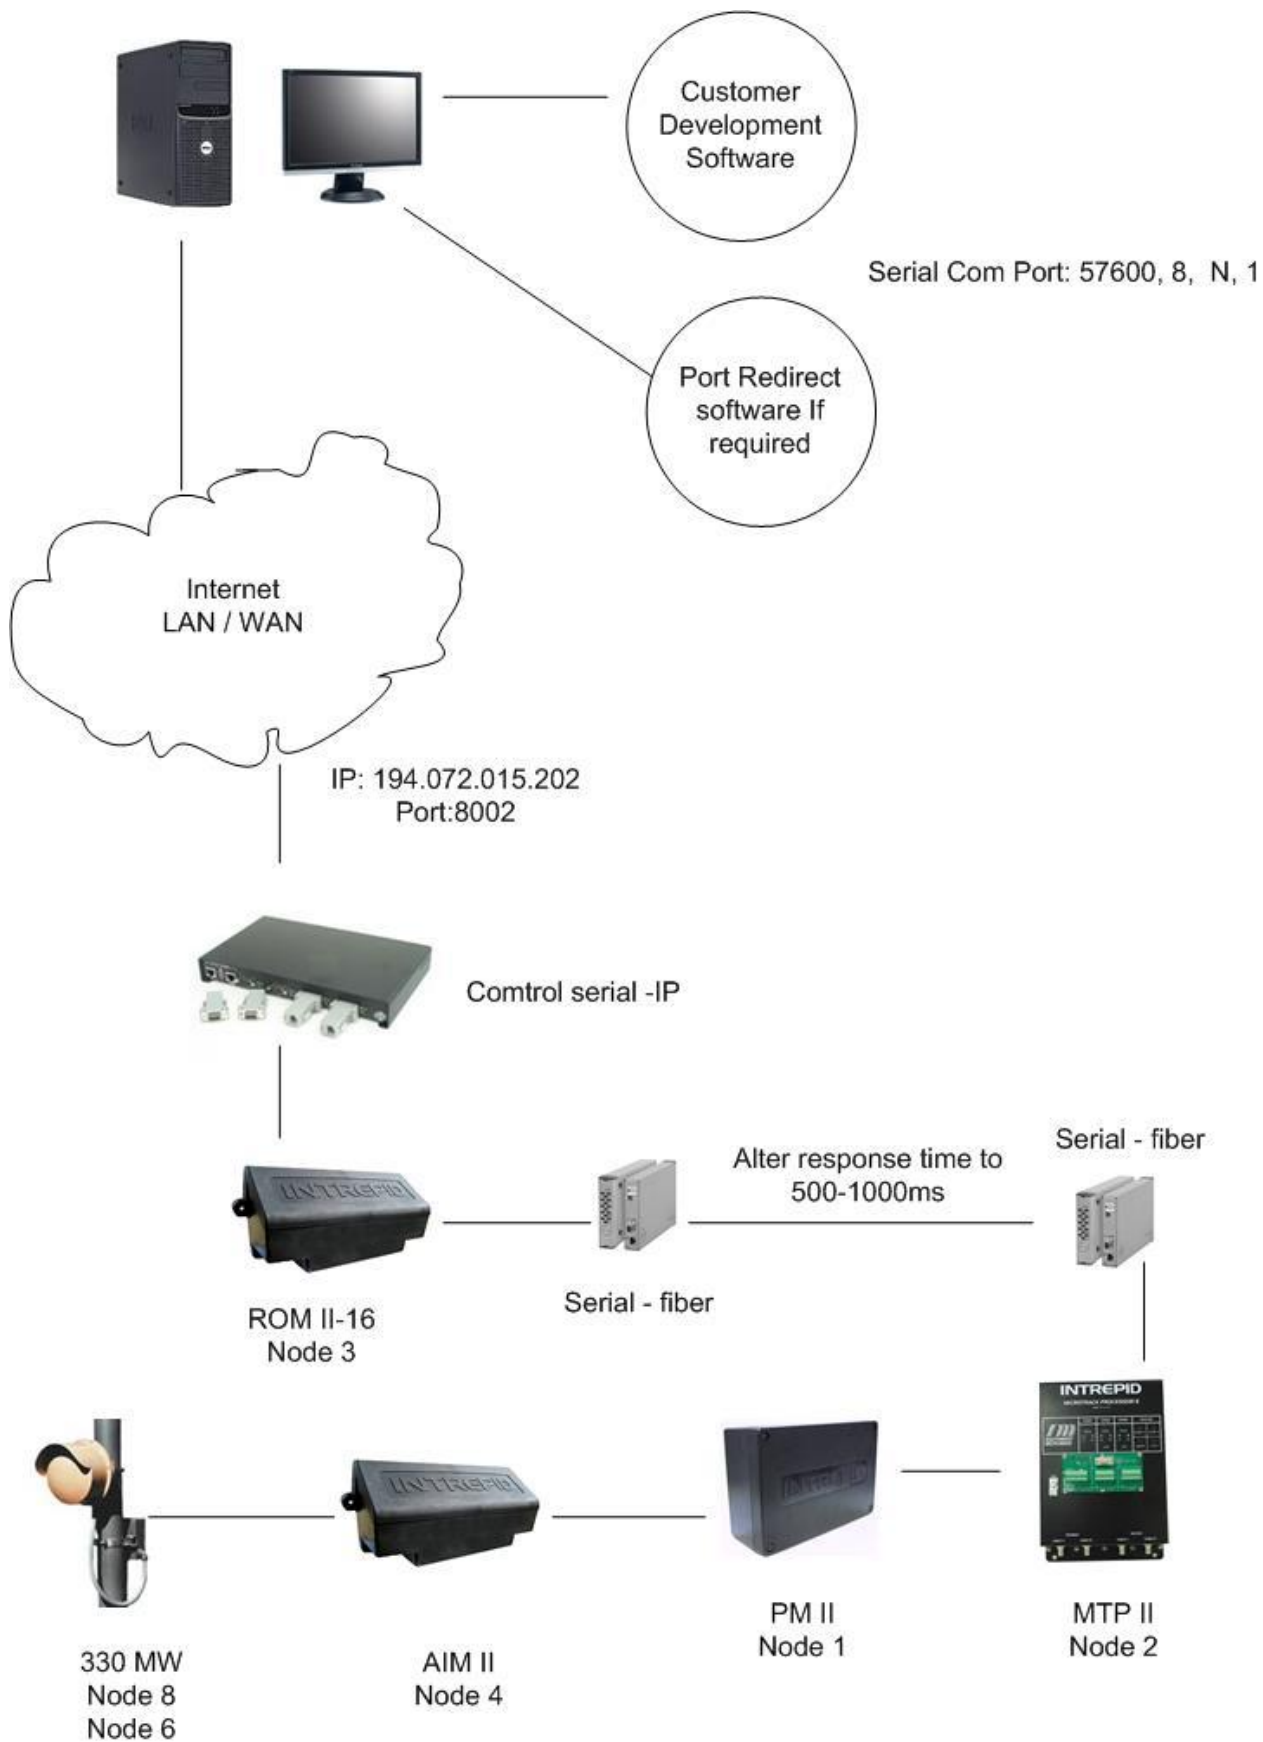 Customer
Development
Software
Serial Com Port: 57600, 8, N, 1
Port Redirect
software If
required
Internet
LAN / WAN
IP: 194.072.015.202
Port:8002
Comtrol serial -IP
Serial - fiber
Alter response time to
500-1000ms
INTREPID
Serial - fiber
ROM II-16
Node 3
INTREPID
MICROTRACK PROCESSOR II
INTREPID
INTREPID
PM II
Node 1
MTP II
Node 2
330 MW
Node 8
Node 6
AIM II
Node 4